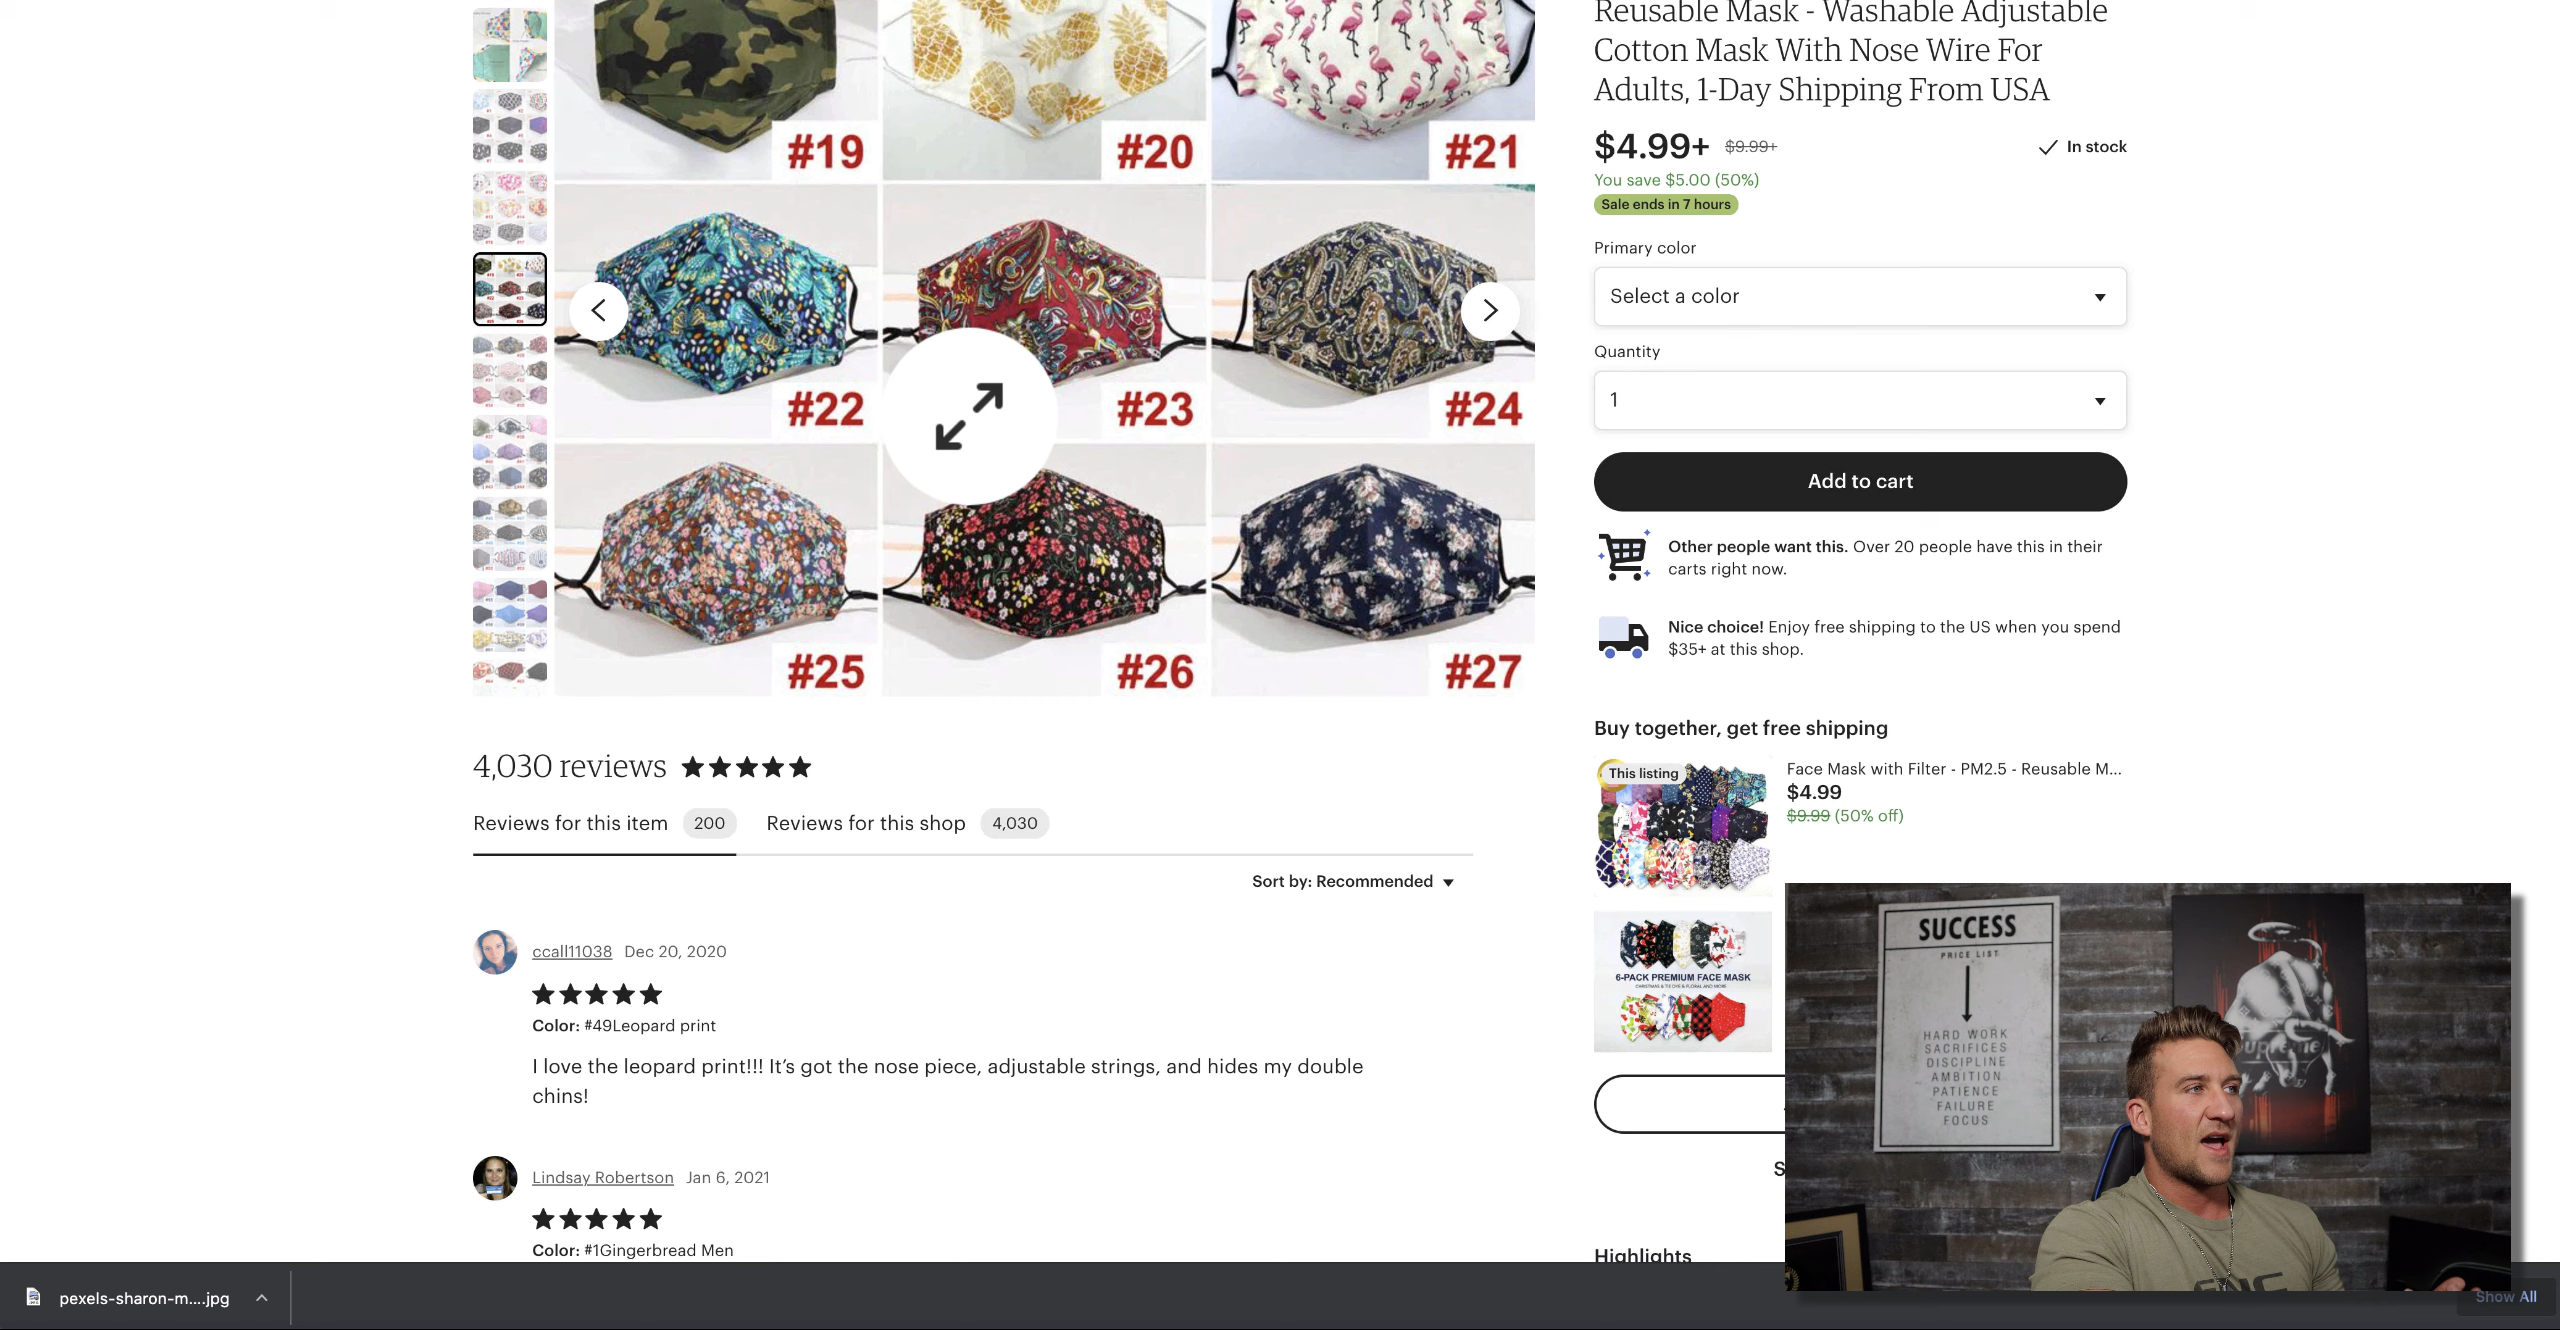 Reusable Mask - Washable Adjustable
Cotton Mask With Nose Wire For
Adults, 1-Day Shipping From USA
$4.99+ $9.99+
In stock
You save $5.00 (50%)
Sale ends in 7 hours
Primary color
Select a color
Quantity
1
Add to cart
Other people want this. Over 20 people have this in their
carts right now.
Nice choice! Enjoy free shipping to the US when you spend
$35+ at this shop.
Buy together, get free shipping
This listing
Face Mask with Filter - PM2.5 - Reusable M...
$4.99
$9.99 (50% off)
6-PACK PREMIUM FACE MASK
CHRISTMAS & TIE DYE & FLORAL AND MORE
S
Highlights
#19
#20
#21
#22
#23
#24
#25
#26
#27
4,030 reviews
Reviews for this item 200
Reviews for this shop 4,030
Sort by: Recommended
ccall11038 Dec 20, 2020
Color: #49Leopard print
I love the leopard print!!! It's got the nose piece, adjustable strings, and hides my double
chins!
Lindsay Robertson Jan 6, 2021
Color: #1Gingerbread Men
SUCCESS
PRICE LIST
HARD WORK
SACRIFICES
DISCIPLINE
AMBITION
PATIENCE
FAILURE
FOCUS
Supreme
pexels-sharon-m....jpg
Show All